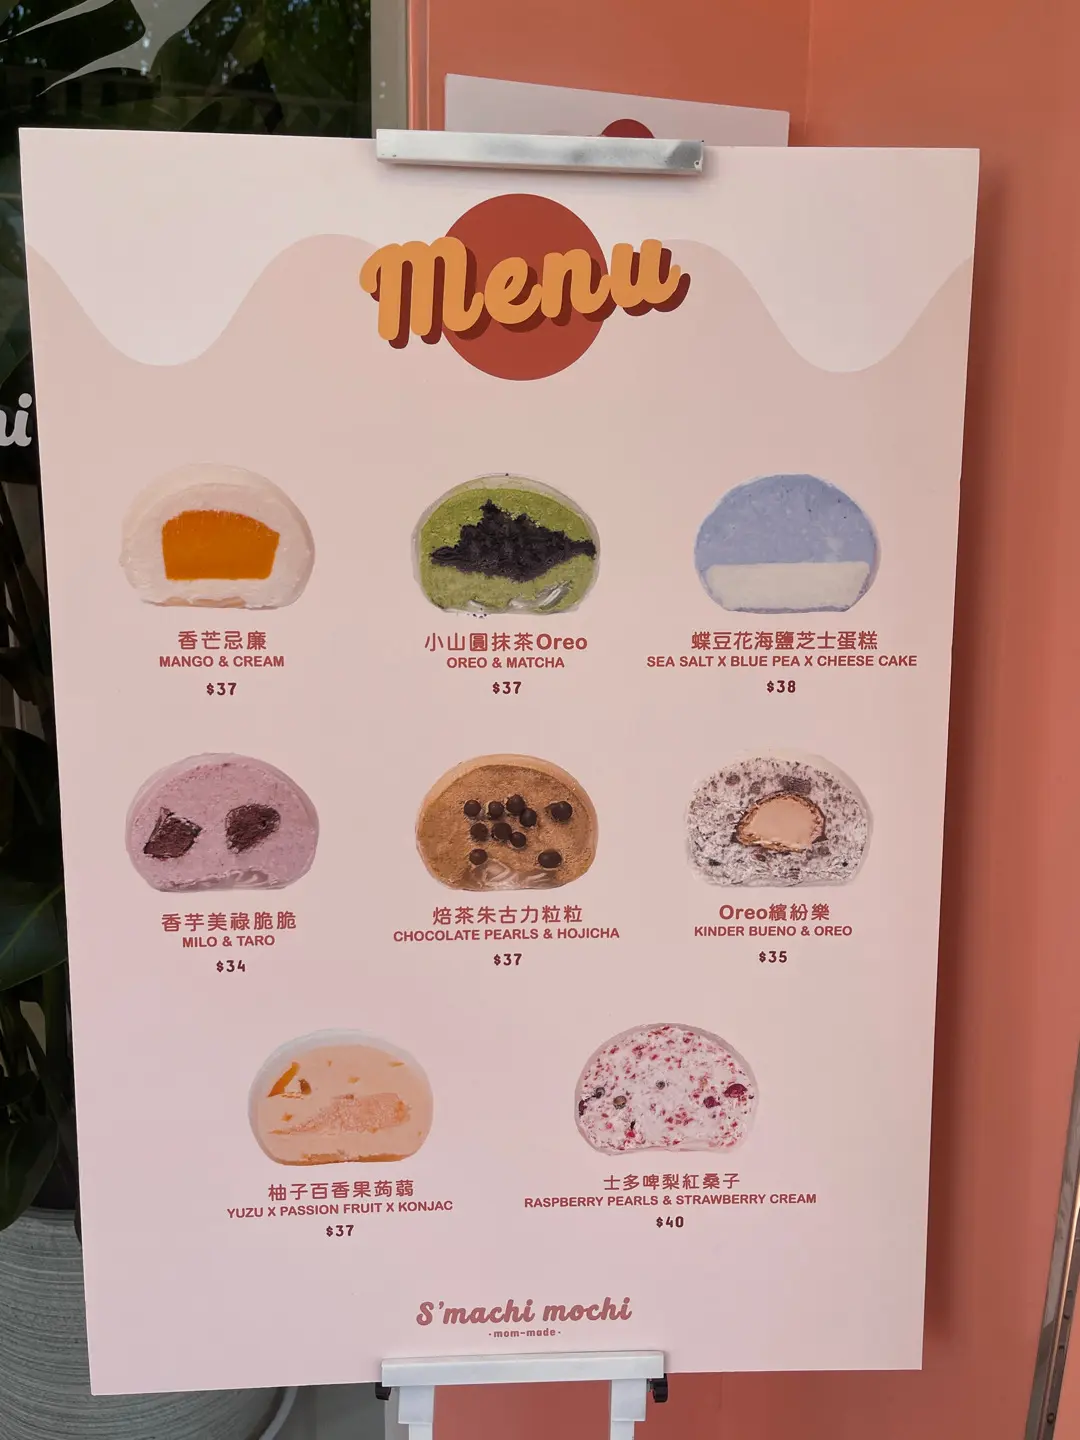 Menu
hi
香芒忌廉
MANGO & CREAM
$37
小山圓抹茶Oreo
OREO & MATCHA
$37
蝶豆花海鹽芝士蛋糕
SEA SALT X BLUE PEA X CHEESE CAKE
$38
香芋美祿脆脆
MILO & TARO
$34
焙茶朱古力粒粒
CHOCOLATE PEARLS & HOJICHA
$37
Oreo繽紛樂
KINDER BUENO & OREO
$35
柚子百香果蒟蒻
YUZU X PASSION FRUIT X KONJAC
$37
士多啤梨紅桑子
RASPBERRY PEARLS & STRAWBERRY CREAM
$40
S'machi mochi
·mom-made·